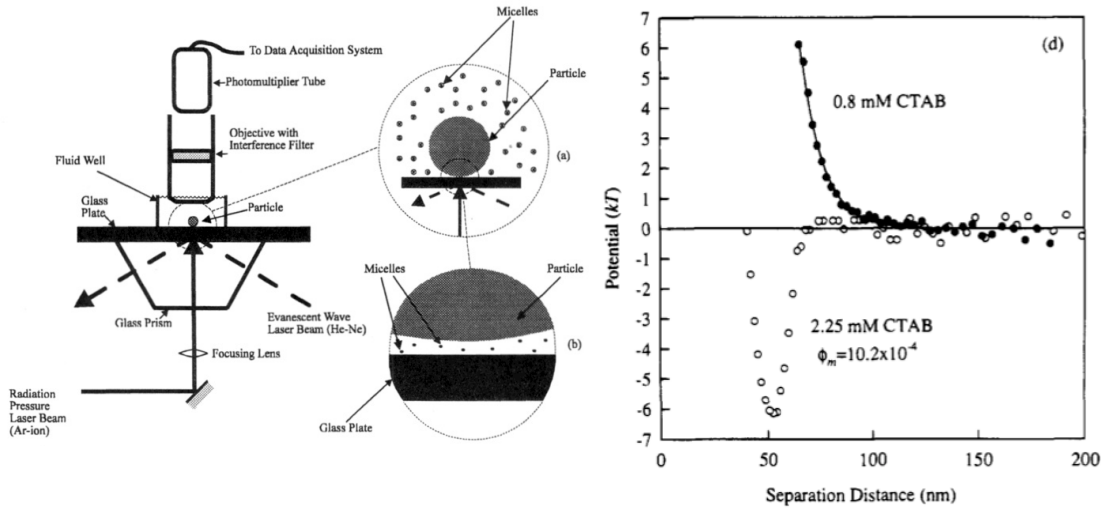 To Data Acquisition System
Photomultiplier Tube
Objective with
Interference Filter
Fluid Well
Glass
Plate
Particle
Glass Prism
Evanescent Wave
Laser Beam (He-Ne)
Focusing Lens
Radiation
Pressure
Laser Beam
(Ar-ion)
Micelles
Particle
(a)
Micelles
Particle
(b)
Glass Plate
(d)
7
6
5
4
3
2
1
0
-1
-2
-3
-4
-5
-6
-7
Potential (kT)
0.8 mM CTAB
2.25 mM CTAB
ϕm=10.2x10-4
0
50
100
150
200
Separation Distance (nm)